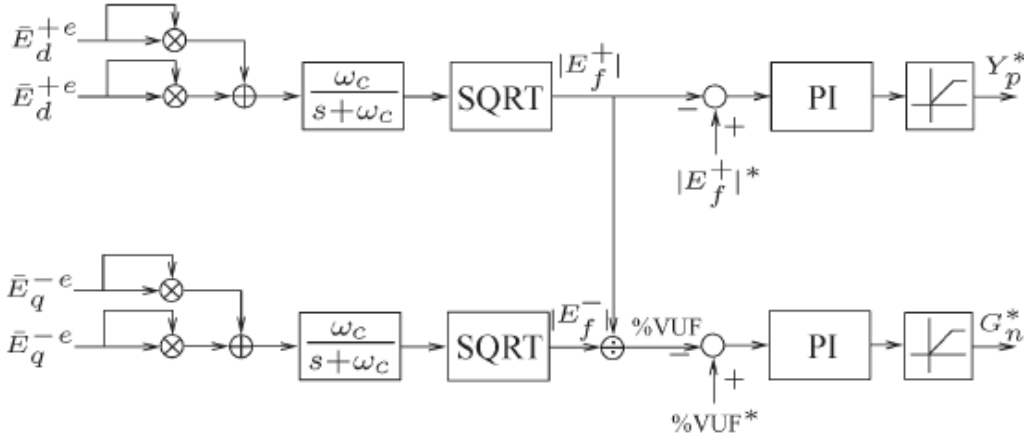 Ē_d^{+e}
Ē_d^{+e}
ω_c / s+ω_c
SQRT
|E_f^+|
−
+
|E_f^+|*
PI
Y_p^*
Ē_q^{−e}
Ē_q^{−e}
ω_c / s+ω_c
SQRT
|E_f^−|
%VUF
−
+
%VUF*
PI
G_n^*